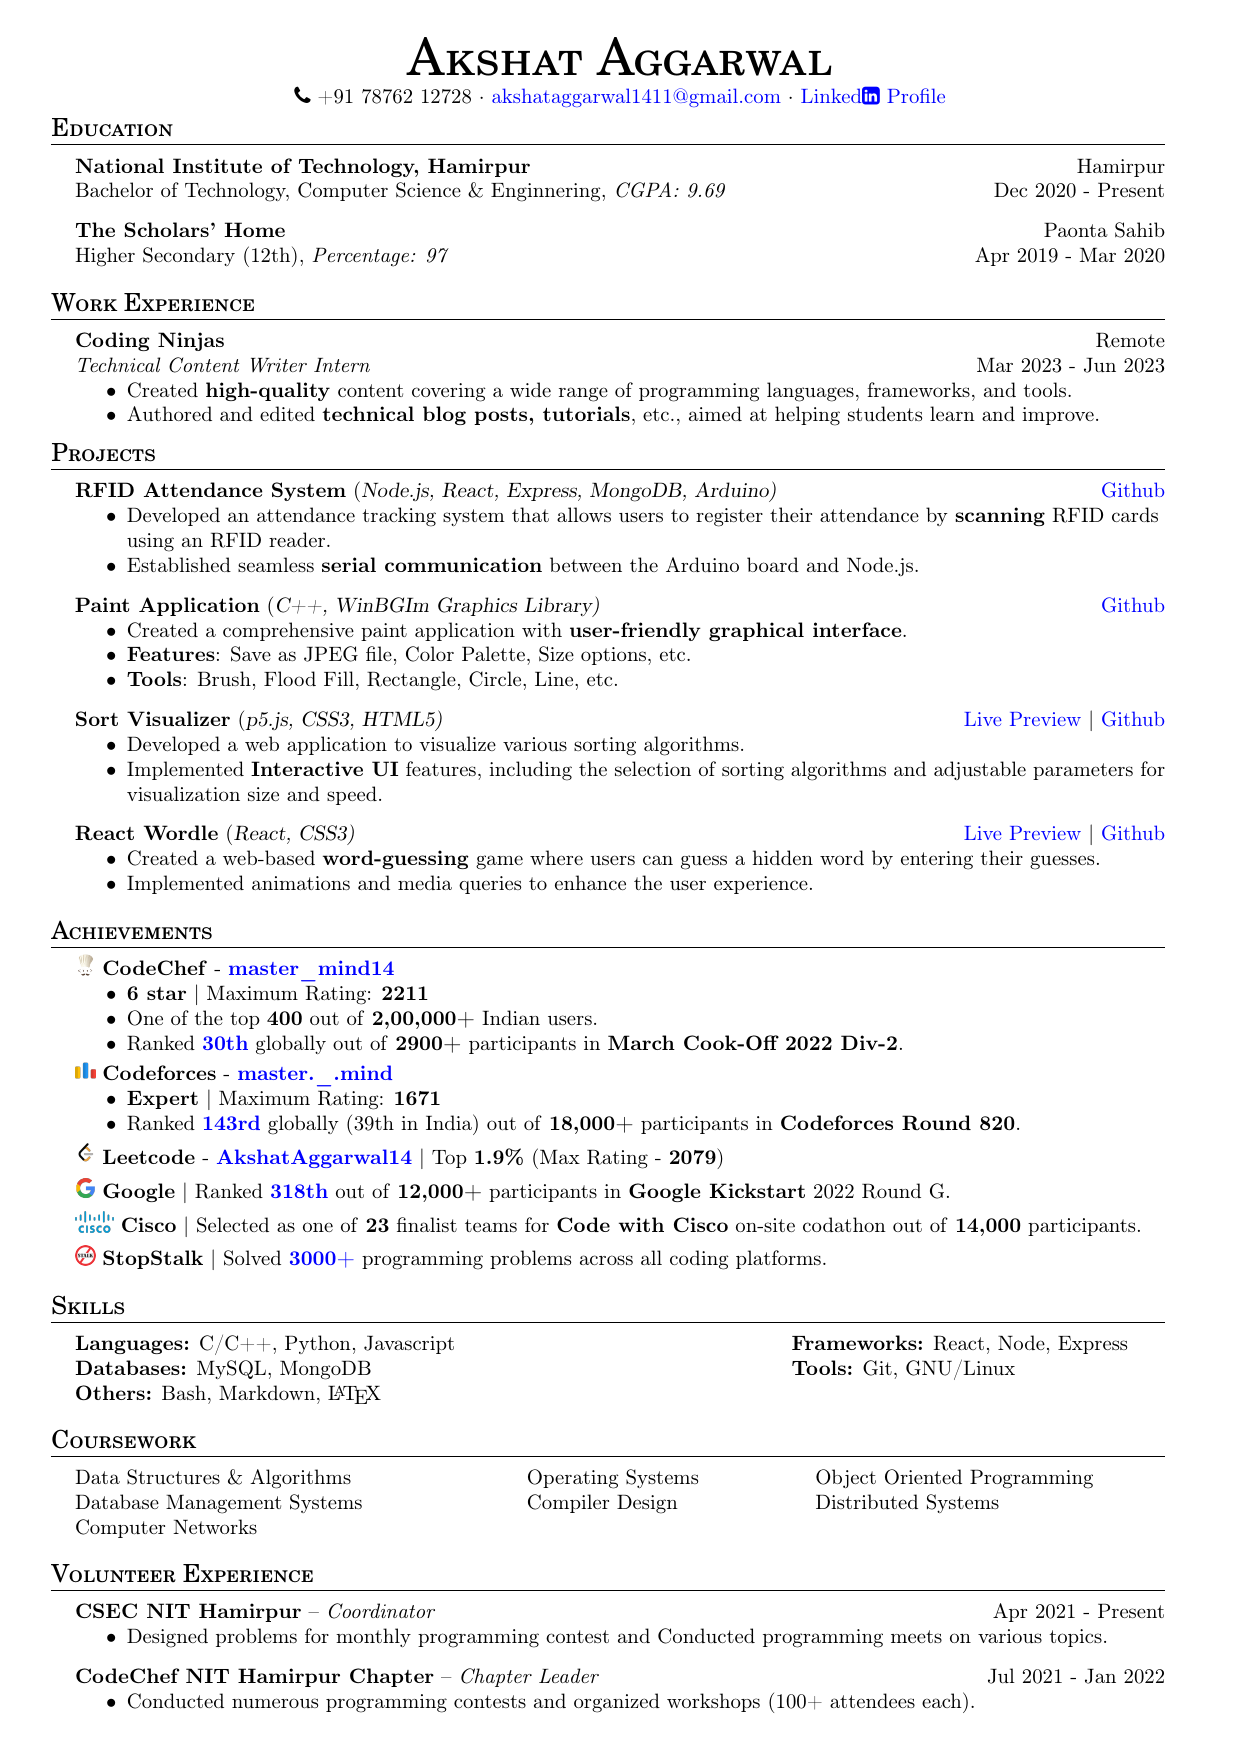 Akshat Aggarwal
+91 78762 12728 · akshataggarwal1411@gmail.com · Linkedin Profile
Education
National Institute of Technology, Hamirpur Hamirpur
Bachelor of Technology, Computer Science & Enginnering, CGPA: 9.69 Dec 2020 - Present
The Scholars' Home Paonta Sahib
Higher Secondary (12th), Percentage: 97 Apr 2019 - Mar 2020
Work Experience
Coding Ninjas Remote
Technical Content Writer Intern Mar 2023 - Jun 2023
• Created high-quality content covering a wide range of programming languages, frameworks, and tools.
• Authored and edited technical blog posts, tutorials, etc., aimed at helping students learn and improve.
Projects
RFID Attendance System (Node.js, React, Express, MongoDB, Arduino) Github
• Developed an attendance tracking system that allows users to register their attendance by scanning RFID cards
using an RFID reader.
• Established seamless serial communication between the Arduino board and Node.js.
Paint Application (C++, WinBGIm Graphics Library) Github
• Created a comprehensive paint application with user-friendly graphical interface.
• Features: Save as JPEG file, Color Palette, Size options, etc.
• Tools: Brush, Flood Fill, Rectangle, Circle, Line, etc.
Sort Visualizer (p5.js, CSS3, HTML5) Live Preview | Github
• Developed a web application to visualize various sorting algorithms.
• Implemented Interactive UI features, including the selection of sorting algorithms and adjustable parameters for
visualization size and speed.
React Wordle (React, CSS3) Live Preview | Github
• Created a web-based word-guessing game where users can guess a hidden word by entering their guesses.
• Implemented animations and media queries to enhance the user experience.
Achievements
CodeChef - master_mind14
• 6 star | Maximum Rating: 2211
• One of the top 400 out of 2,00,000+ Indian users.
• Ranked 30th globally out of 2900+ participants in March Cook-Off 2022 Div-2.
Codeforces - master._.mind
• Expert | Maximum Rating: 1671
• Ranked 143rd globally (39th in India) out of 18,000+ participants in Codeforces Round 820.
Leetcode - AkshatAggarwal14 | Top 1.9% (Max Rating - 2079)
Google | Ranked 318th out of 12,000+ participants in Google Kickstart 2022 Round G.
CISCO Cisco | Selected as one of 23 finalist teams for Code with Cisco on-site codathon out of 14,000 participants.
STALK StopStalk | Solved 3000+ programming problems across all coding platforms.
Skills
Languages: C/C++, Python, Javascript Frameworks: React, Node, Express
Databases: MySQL, MongoDB Tools: Git, GNU/Linux
Others: Bash, Markdown, LATEX
Coursework
Data Structures & Algorithms Operating Systems Object Oriented Programming
Database Management Systems Compiler Design Distributed Systems
Computer Networks
Volunteer Experience
CSEC NIT Hamirpur – Coordinator Apr 2021 - Present
• Designed problems for monthly programming contest and Conducted programming meets on various topics.
CodeChef NIT Hamirpur Chapter – Chapter Leader Jul 2021 - Jan 2022
• Conducted numerous programming contests and organized workshops (100+ attendees each).